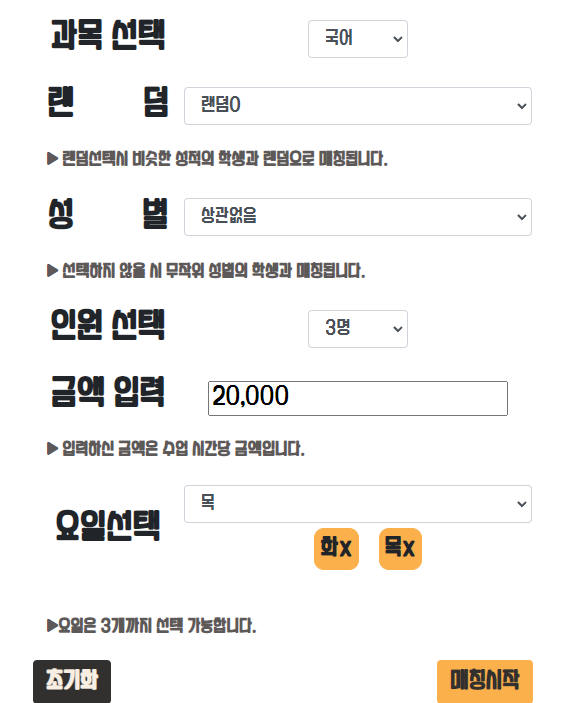 과목 선택 국어
랜 덤 랜덤O
▶ 랜덤선택시 비슷한 성적의 학생과 랜덤으로 매칭됩니다.
성 별 상관없음
▶ 선택하지 않을 시 무작위 성별의 학생과 매칭됩니다.
인원 선택 3명
금액 입력 20,000
▶ 입력하신 금액은 수업 시간당 금액입니다.
요일선택 목
화x 목x
▶요일은 3개까지 선택 가능합니다.
초기화 매칭시작